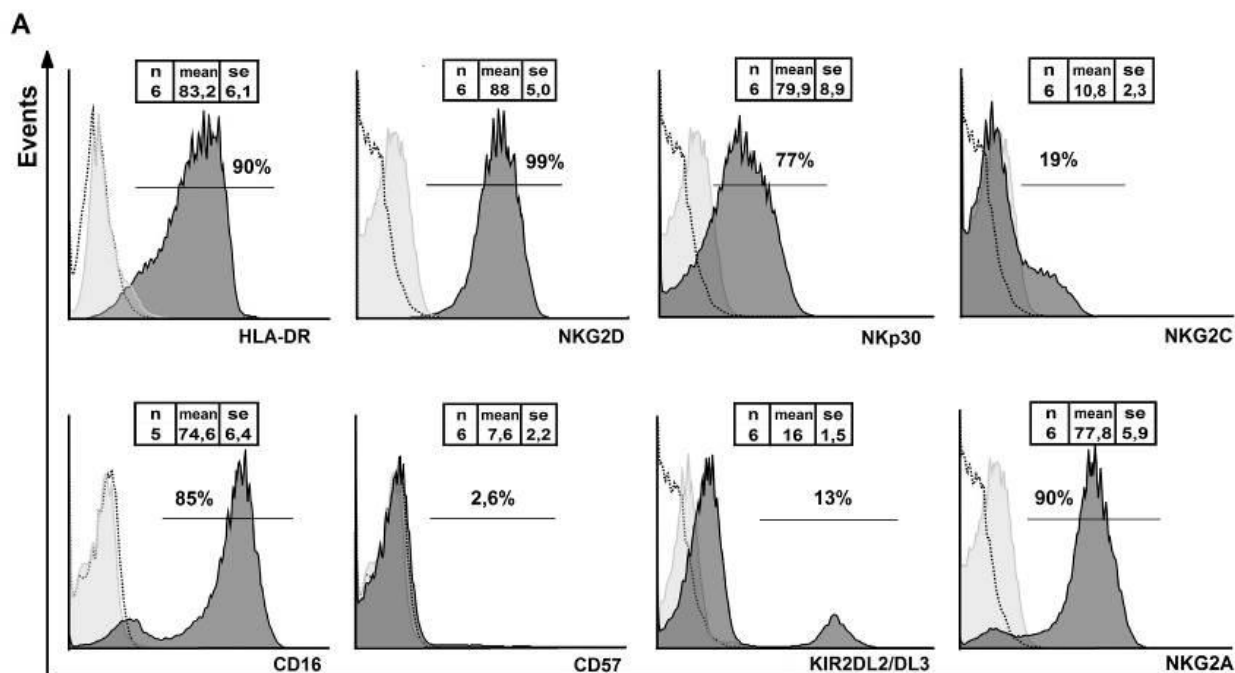 A
Events
n mean se
6 83,2 6,1
90%
HLA-DR
n mean se
6 88 5,0
99%
NKG2D
n mean se
6 79,9 8,9
77%
NKp30
n mean se
6 10,8 2,3
19%
NKG2C
n mean se
5 74,6 6,4
85%
CD16
n mean se
6 7,6 2,2
2,6%
CD57
n mean se
6 16 1,5
13%
KIR2DL2/DL3
n mean se
6 77,8 5,9
90%
NKG2A